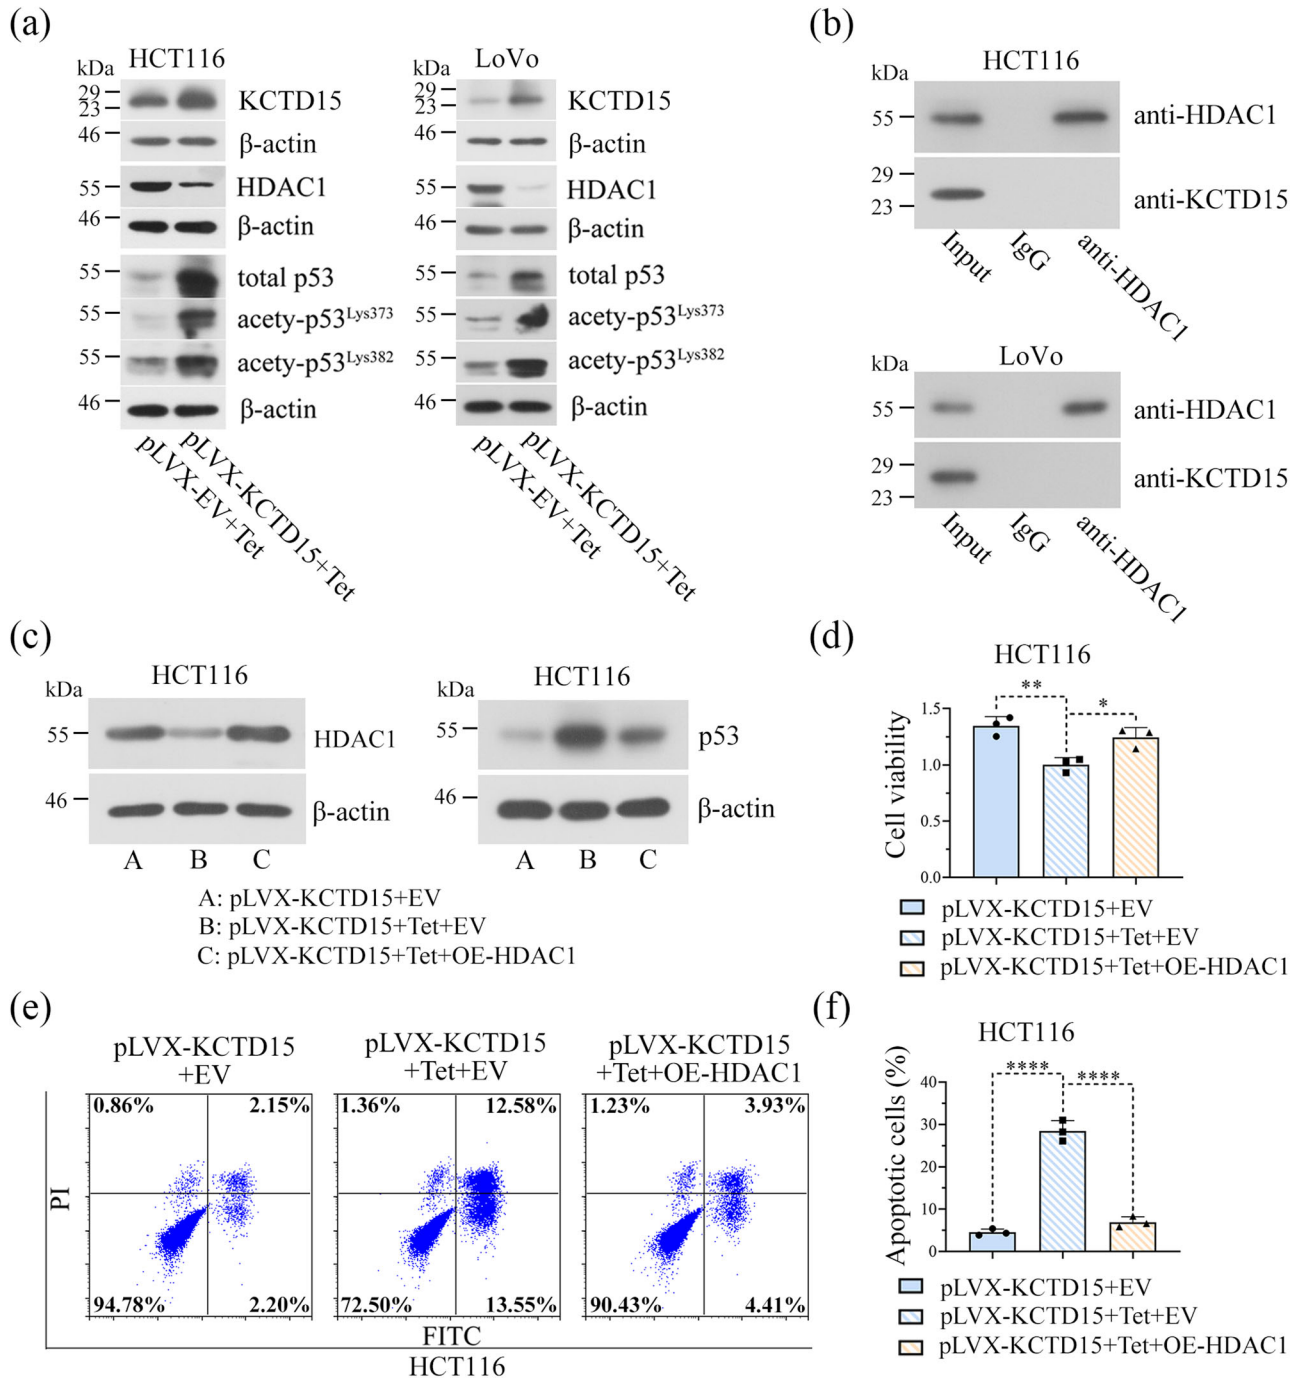 (a)
HCT116
kDa
29
23
KCTD15
46
β-actin
55
HDAC1
46
β-actin
55
total p53
55
acety-p53Lys373
55
acety-p53Lys382
46
β-actin
pLVX-EV+Tet
pLVX-KCTD15+Tet
LoVo
kDa
29
23
KCTD15
46
β-actin
55
HDAC1
46
β-actin
55
total p53
55
acety-p53Lys373
55
acety-p53Lys382
46
β-actin
pLVX-EV+Tet
pLVX-KCTD15+Tet
(b)
HCT116
kDa
55
anti-HDAC1
29
23
anti-KCTD15
Input
IgG
anti-HDAC1
LoVo
55
anti-HDAC1
29
23
anti-KCTD15
Input
IgG
anti-HDAC1
(c)
HCT116
kDa
55
HDAC1
46
β-actin
A B C
HCT116
kDa
55
p53
46
β-actin
A B C
A: pLVX-KCTD15+EV
B: pLVX-KCTD15+Tet+EV
C: pLVX-KCTD15+Tet+OE-HDAC1
(d)
HCT116
** *
Cell viability
1.5
1.0
0.5
0.0
pLVX-KCTD15+EV
pLVX-KCTD15+Tet+EV
pLVX-KCTD15+Tet+OE-HDAC1
(e)
pLVX-KCTD15
+EV
0.86% 2.15%
94.78% 2.20%
pLVX-KCTD15
+Tet+EV
1.36% 12.58%
72.50% 13.55%
pLVX-KCTD15
+Tet+OE-HDAC1
1.23% 3.93%
90.43% 4.41%
PI
FITC
HCT116
(f)
HCT116
**** ****
Apoptotic cells (%)
40
30
20
10
0
pLVX-KCTD15+EV
pLVX-KCTD15+Tet+EV
pLVX-KCTD15+Tet+OE-HDAC1